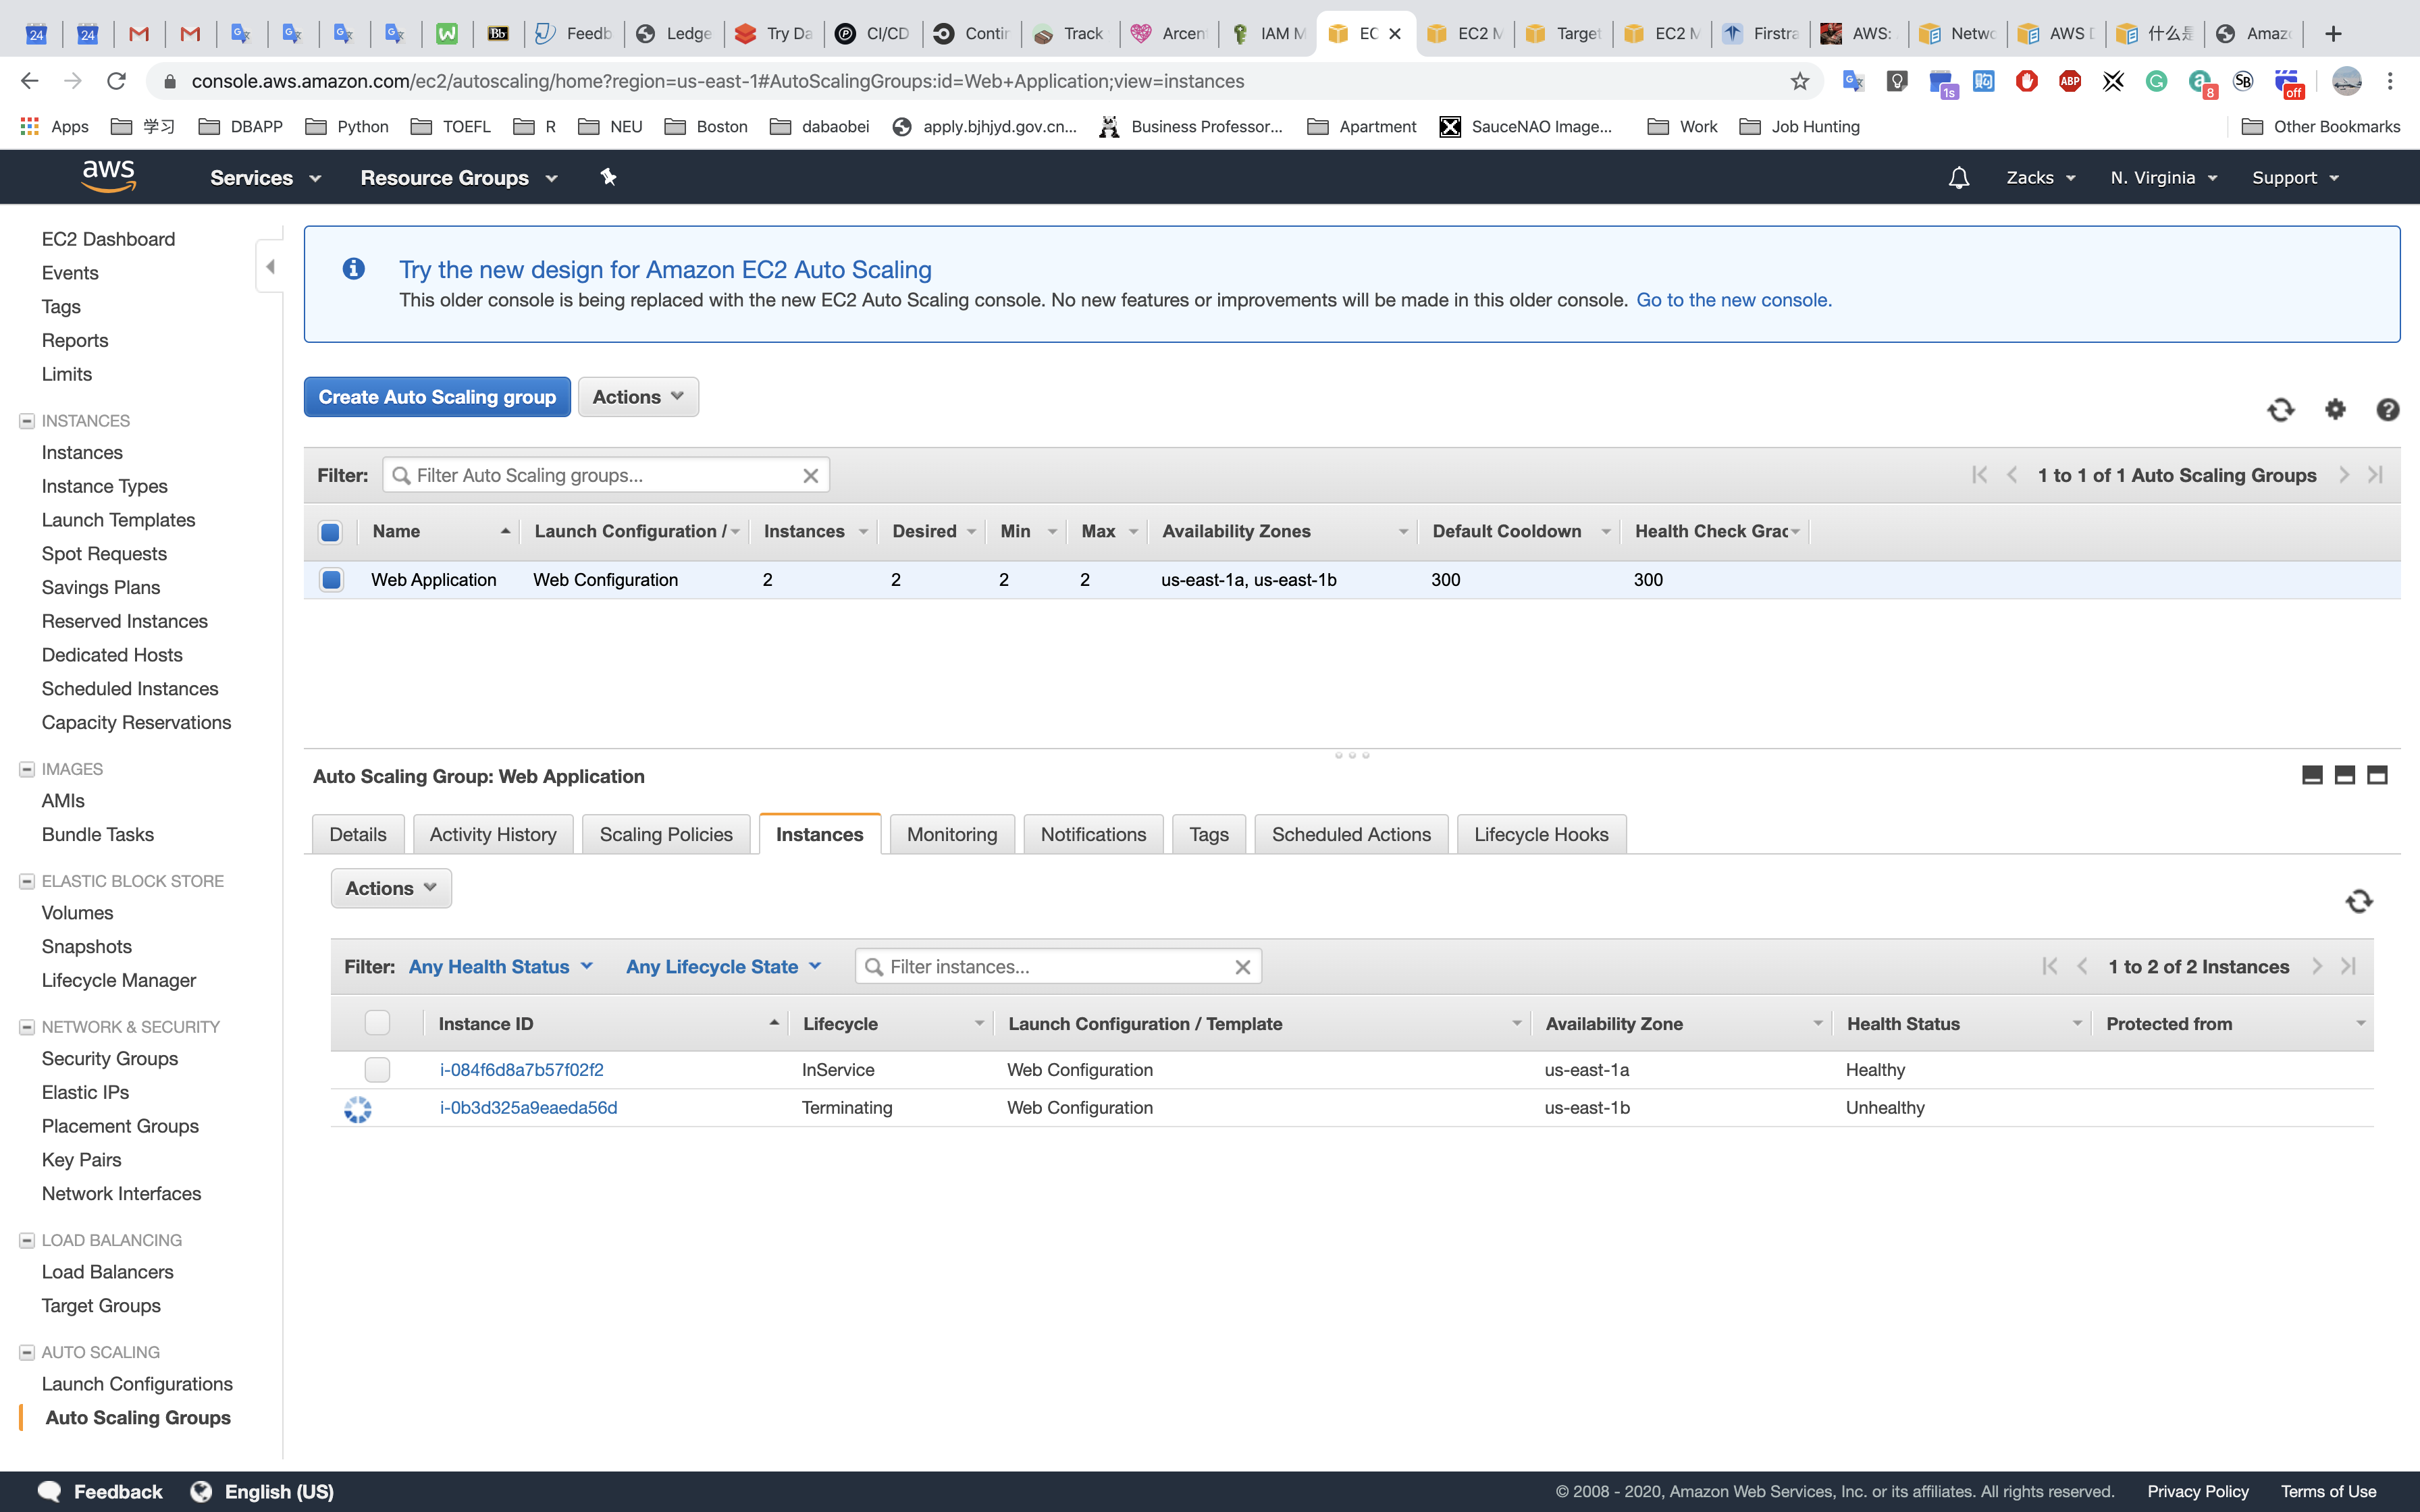 24 24 Bb Feedb Ledge Try Da CI/CD Contin Track Arcen IAM M EC EC2 M Target EC2 M Firstra AWS: Netwo AWS D 什么是 Amazo
console.aws.amazon.com/ec2/autoscaling/home?region=us-east-1#AutoScalingGroups:id=Web+Application;view=instances 1s ABP 8 SB off
Apps 学习 DBAPP Python TOEFL R NEU Boston dabaobei apply.bjhjyd.gov.cn... Business Professor... Apartment SauceNAO Image... Work Job Hunting Other Bookmarks
aws Services Resource Groups Zacks N. Virginia Support
EC2 Dashboard
Events
Tags
Reports
Limits
INSTANCES
Instances
Instance Types
Launch Templates
Spot Requests
Savings Plans
Reserved Instances
Dedicated Hosts
Scheduled Instances
Capacity Reservations
IMAGES
AMIs
Bundle Tasks
ELASTIC BLOCK STORE
Volumes
Snapshots
Lifecycle Manager
NETWORK & SECURITY
Security Groups
Elastic IPs
Placement Groups
Key Pairs
Network Interfaces
LOAD BALANCING
Load Balancers
Target Groups
AUTO SCALING
Launch Configurations
Auto Scaling Groups
Try the new design for Amazon EC2 Auto Scaling
This older console is being replaced with the new EC2 Auto Scaling console. No new features or improvements will be made in this older console. Go to the new console.
Create Auto Scaling group Actions
Filter: Filter Auto Scaling groups... 1 to 1 of 1 Auto Scaling Groups
Name Launch Configuration / Instances Desired Min Max Availability Zones Default Cooldown Health Check Grac
Web Application Web Configuration 2 2 2 2 us-east-1a, us-east-1b 300 300
Auto Scaling Group: Web Application
Details Activity History Scaling Policies Instances Monitoring Notifications Tags Scheduled Actions Lifecycle Hooks
Actions
Filter: Any Health Status Any Lifecycle State Filter instances... 1 to 2 of 2 Instances
Instance ID Lifecycle Launch Configuration / Template Availability Zone Health Status Protected from
i-084f6d8a7b57f02f2 InService Web Configuration us-east-1a Healthy
i-0b3d325a9eaeda56d Terminating Web Configuration us-east-1b Unhealthy
Feedback English (US) © 2008 - 2020, Amazon Web Services, Inc. or its affiliates. All rights reserved. Privacy Policy Terms of Use